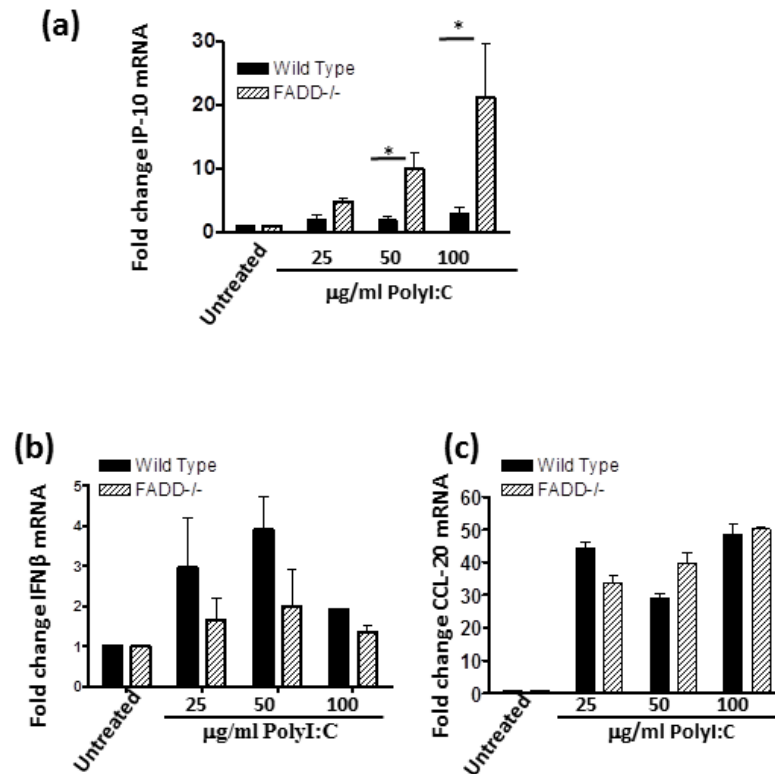 (a)
Fold change IP-10 mRNA
30
20
10
0
Wild Type
FADD-/-
*
*
Untreated
25 50 100
μg/ml PolyI:C
(b)
Fold change IFNβ mRNA
5
4
3
2
1
0
Wild Type
FADD-/-
Untreated
25 50 100
μg/ml PolyI:C
(c)
Fold change CCL-20 mRNA
60
50
40
30
20
10
0
Wild Type
FADD-/-
Untreated
25 50 100
μg/ml PolyI:C